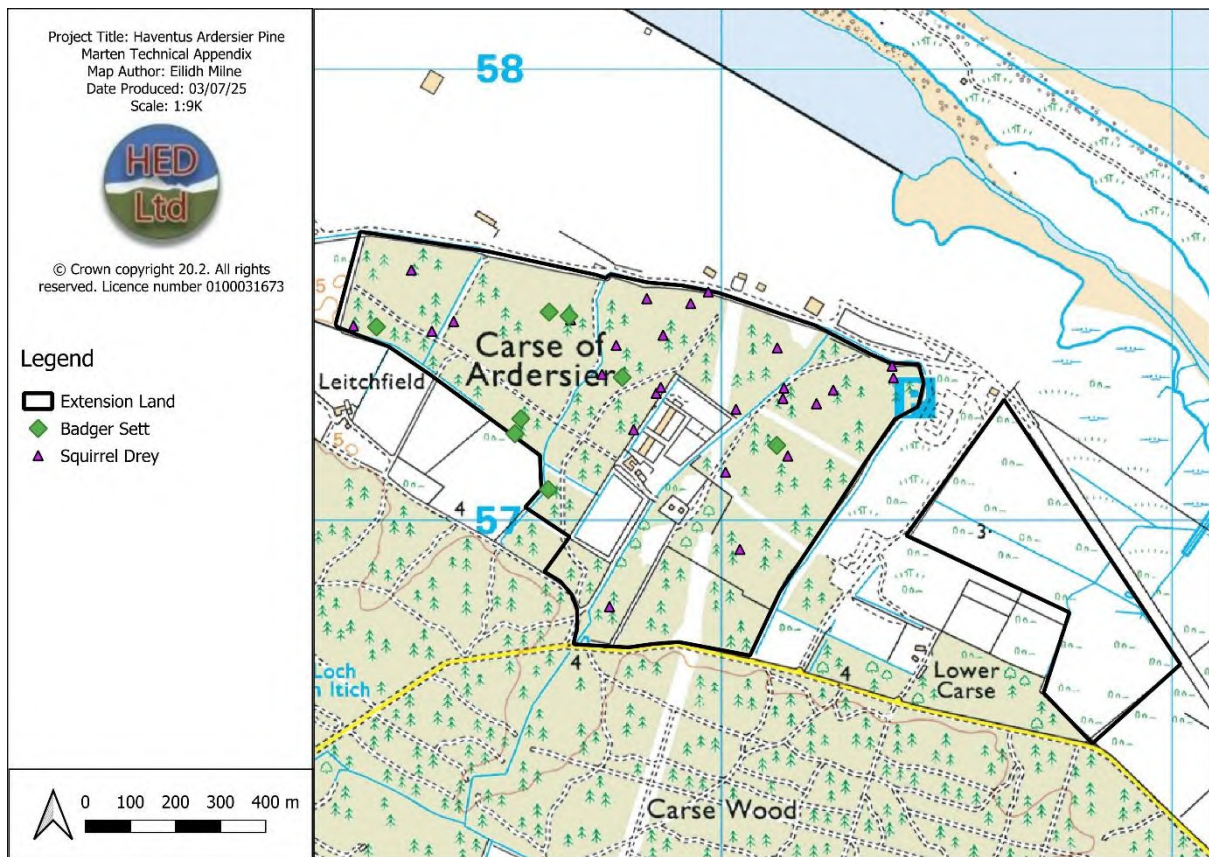 Project Title: Haventus Ardersier Pine
Marten Technical Appendix
Map Author: Eilidh Milne
Date Produced: 03/07/25
Scale: 1:9K
HED
Ltd
© Crown copyright 20.2. All rights
reserved. Licence number 0100031673
Legend
Extension Land
Badger Sett
Squirrel Drey
0 100 200 300 400 m
58
5
Carse of
Ardersier
Leitchfield
5
4
57
3
4
4
Lower
Carse
Loch
Itich
Carse Wood